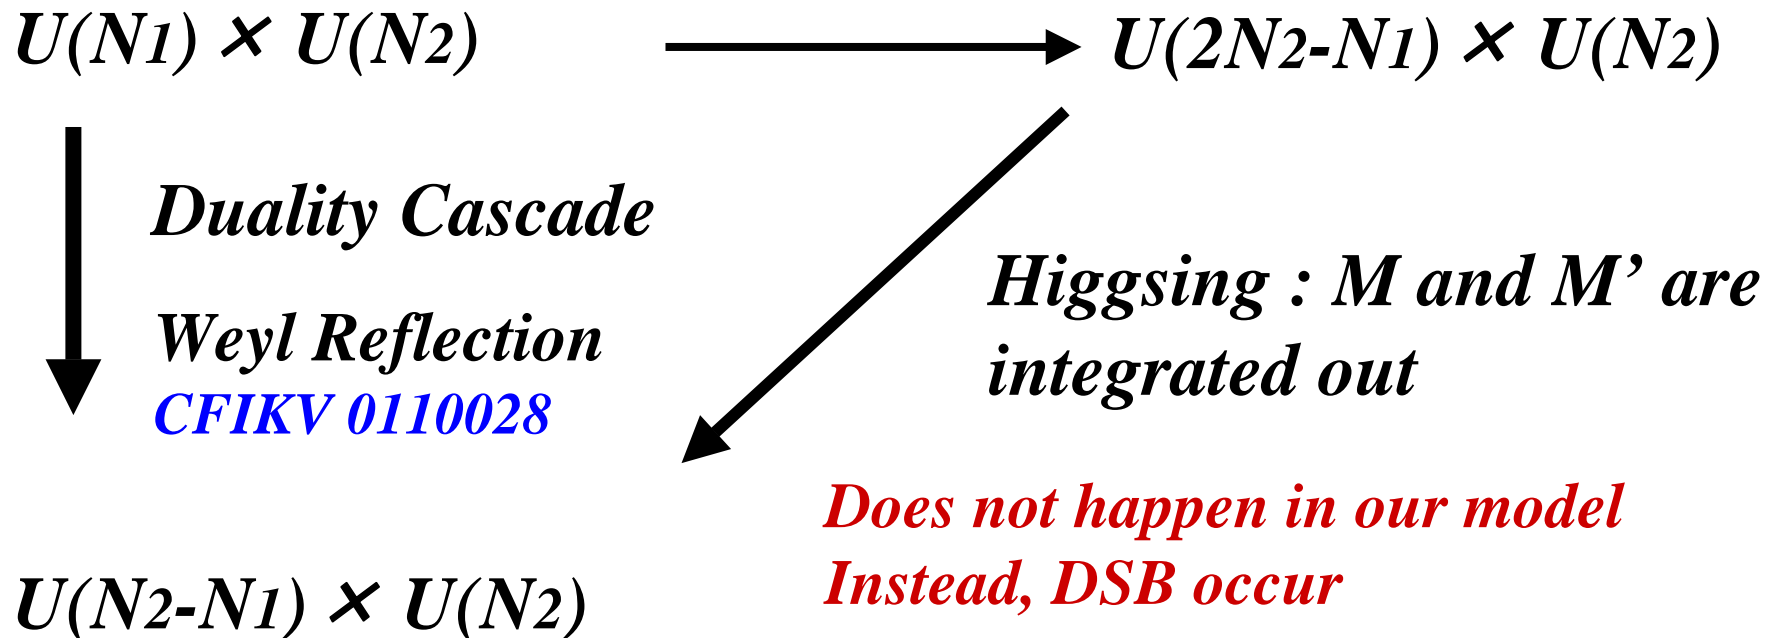 U(N1) × U(N2)
U(2N2-N1) × U(N2)
Duality Cascade
Weyl Reflection
CFIKV 0110028
Higgsing : M and M’ are
integrated out
Does not happen in our model
Instead, DSB occur
U(N2-N1) × U(N2)